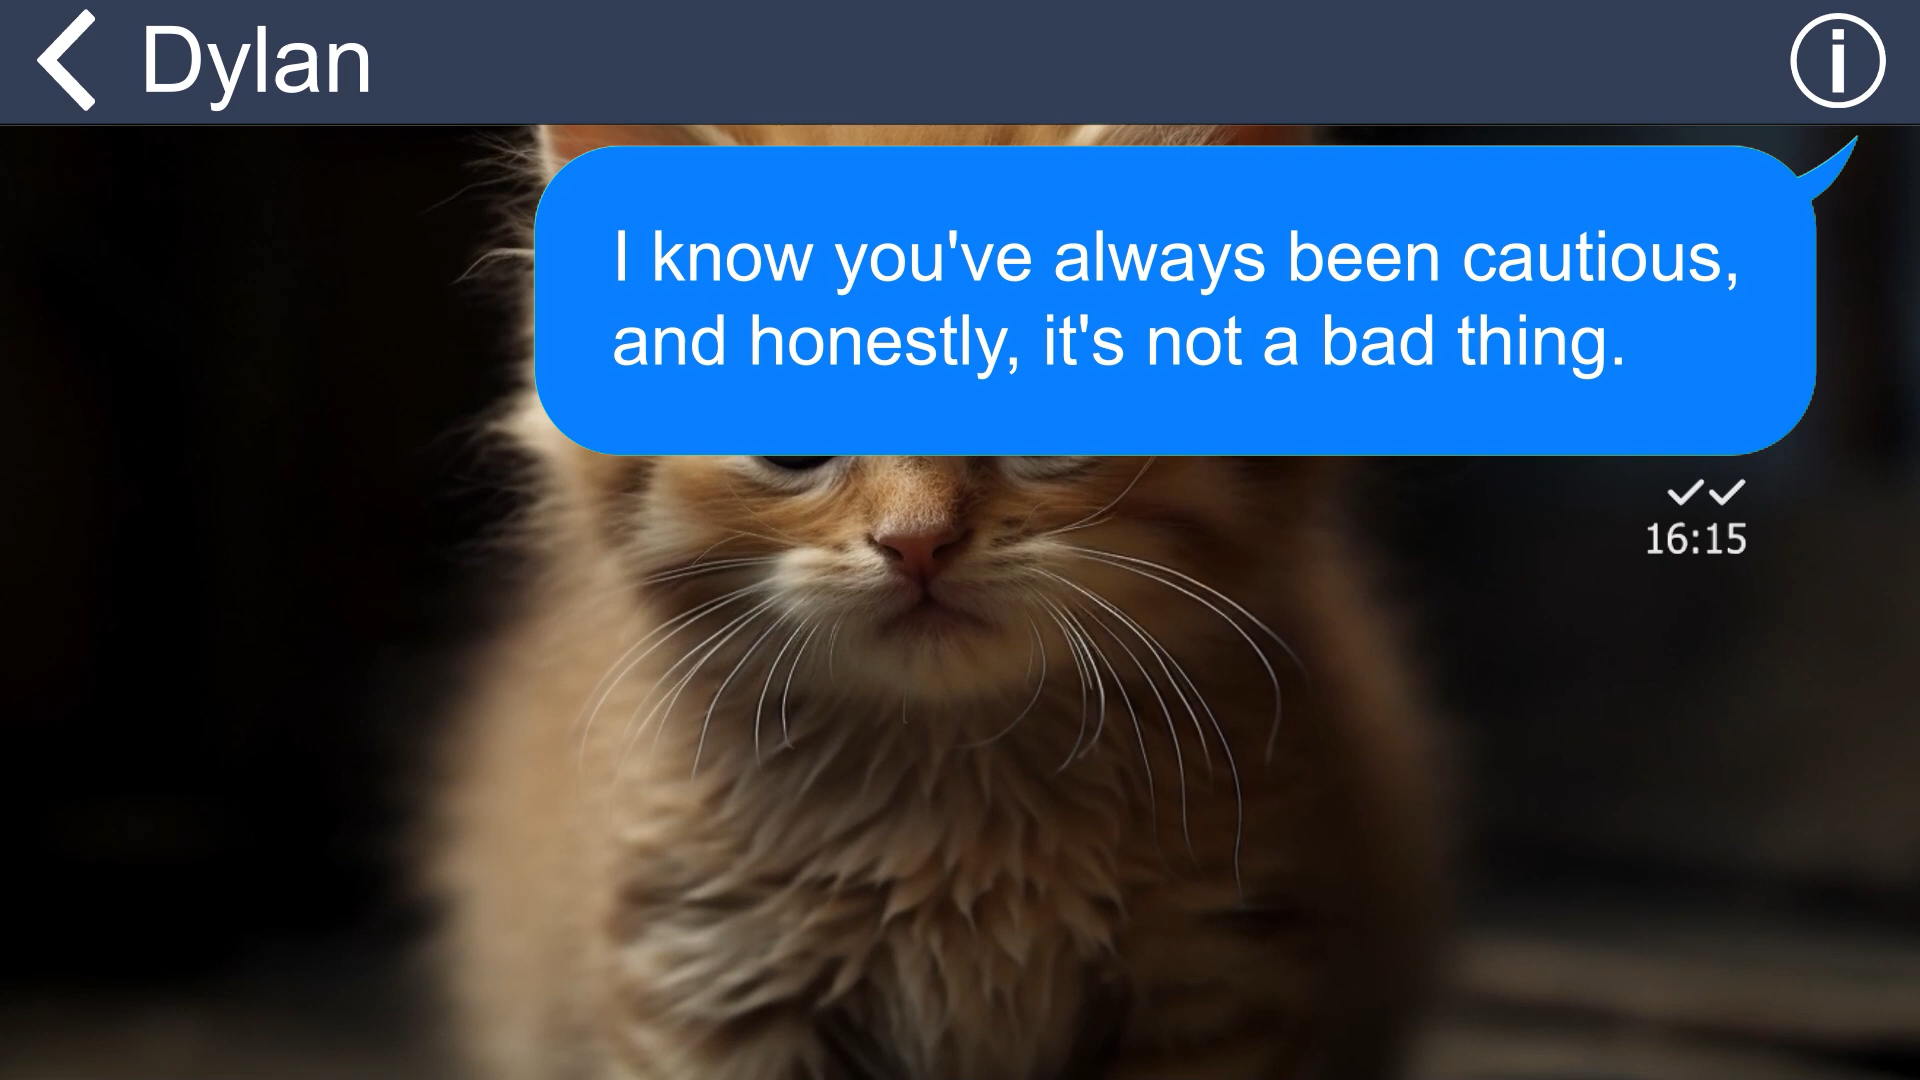 Dylan
I know you've always been cautious,
and honestly, it's not a bad thing.
16:15